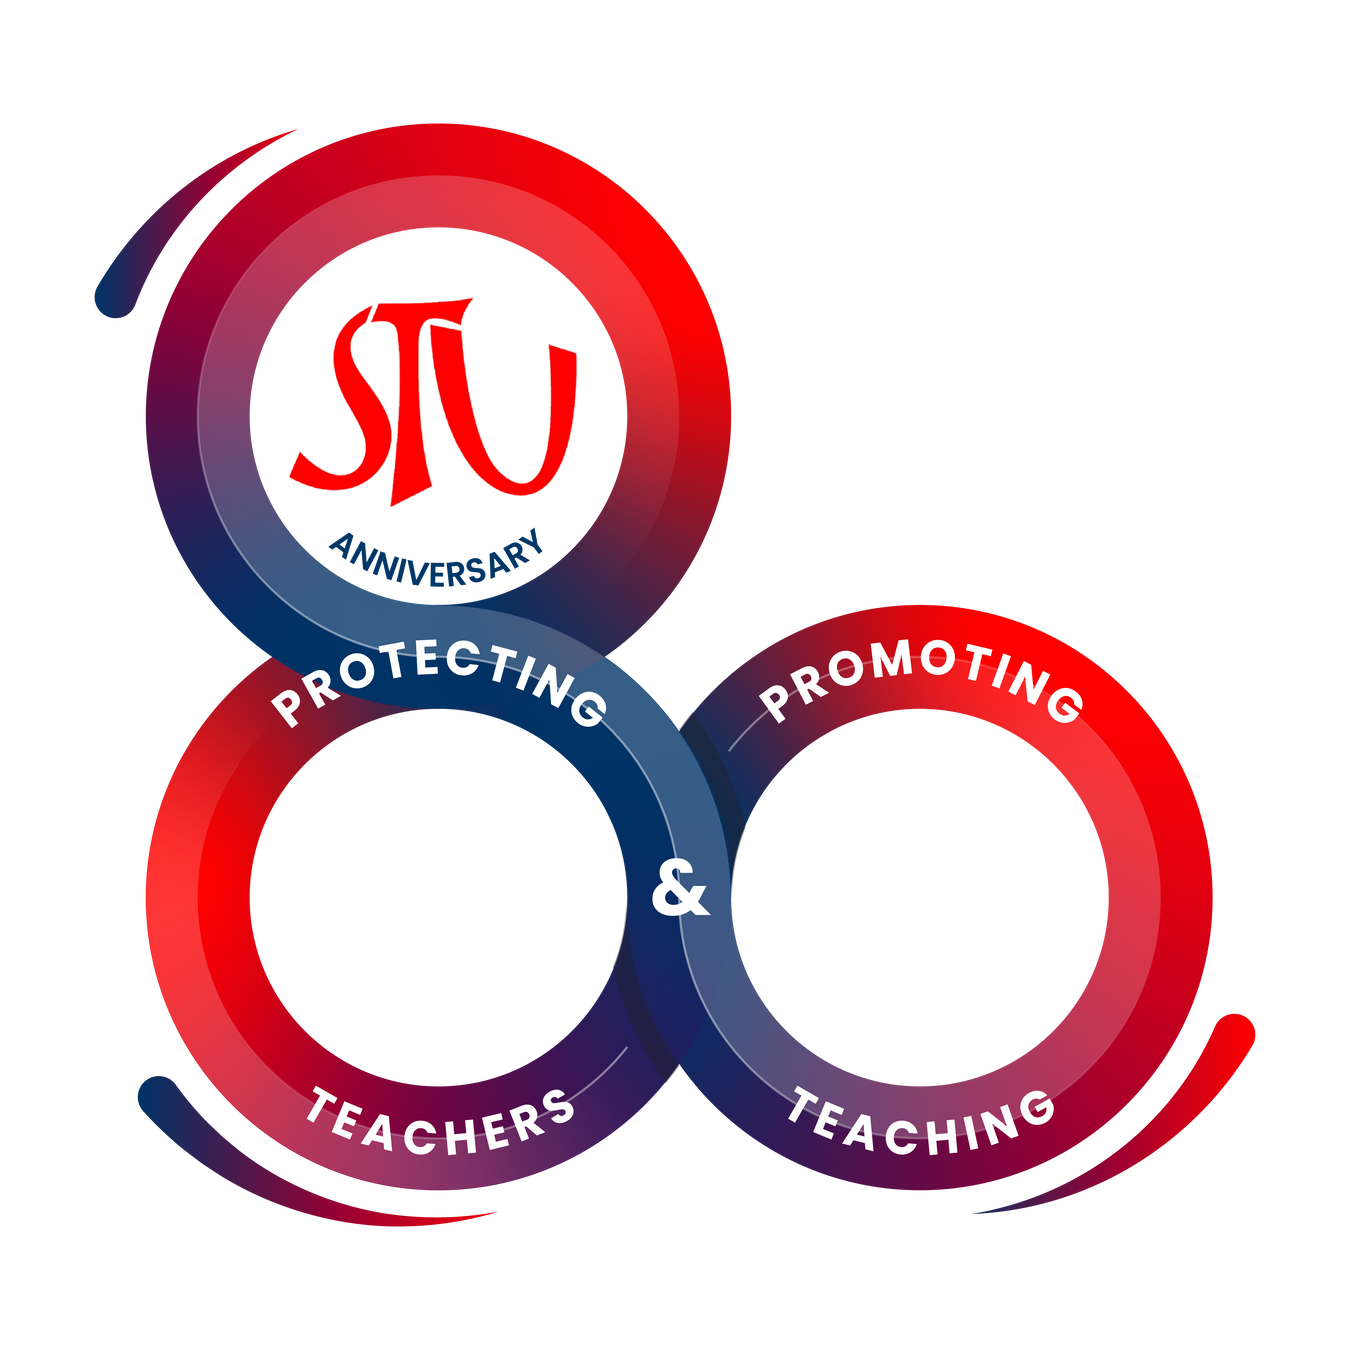 STU
ANNIVERSARY
PROTECTING
TEACHERS
&
PROMOTING
TEACHING